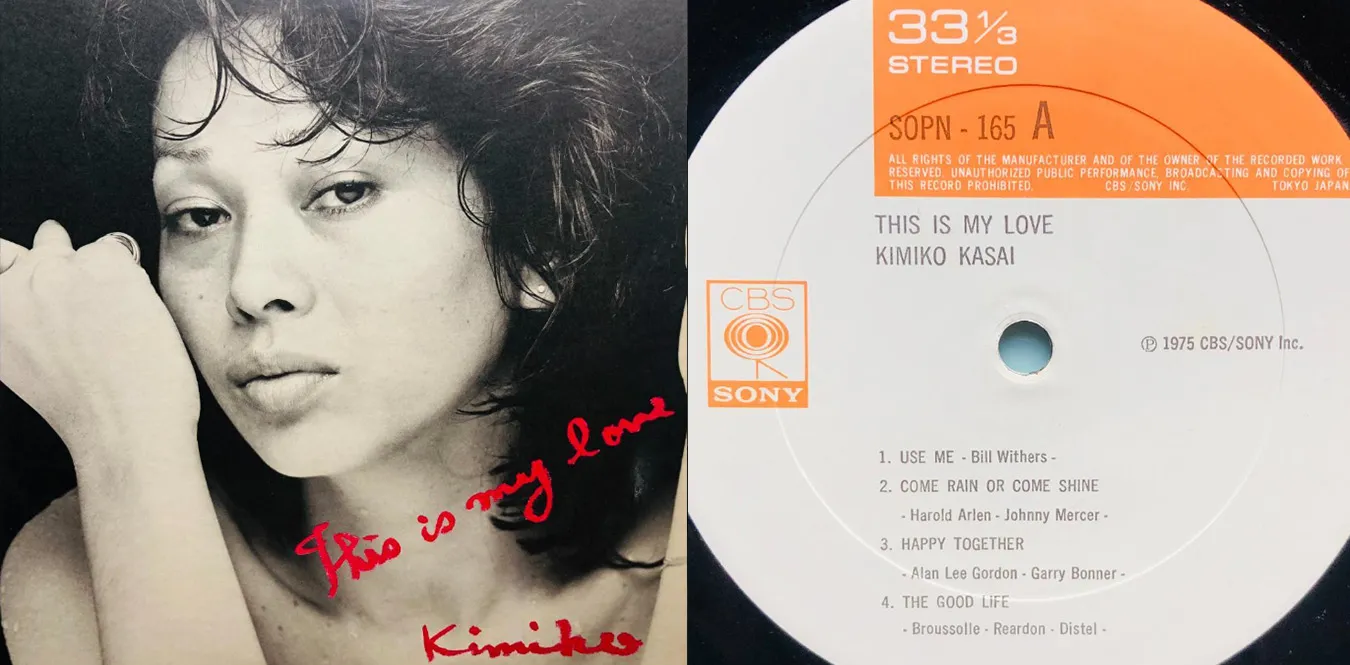 This is my love
Kimiko
33 1/3
STEREO
SOPN - 165 A
ALL RIGHTS OF THE MANUFACTURER AND OF THE OWNER OF THE RECORDED WORK
RESERVED. UNAUTHORIZED PUBLIC PERFORMANCE, BROADCASTING AND COPYING OF
THIS RECORD PROHIBITED. CBS/SONY INC. TOKYO JAPAN
THIS IS MY LOVE
KIMIKO KASAI
CBS
SONY
Ⓟ 1975 CBS/SONY Inc.
1. USE ME - Bill Withers -
2. COME RAIN OR COME SHINE
- Harold Arlen - Johnny Mercer -
3. HAPPY TOGETHER
- Alan Lee Gordon - Garry Bonner -
4. THE GOOD LIFE
- Broussolle - Reardon - Distel -